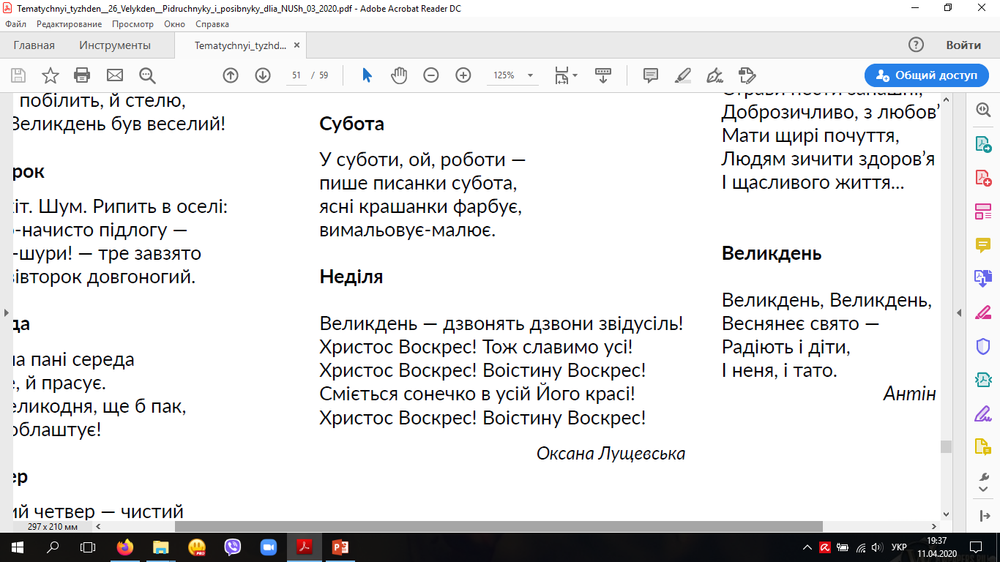 Tematychnyi_tyzhden__26_Velykden__Pidruchnyky_i_posibnyky_dlia_NUSh_03_2020.pdf - Adobe Acrobat Reader DC
Файл Редактирование Просмотр Окно Справка
Главная Инструменты Tematychnyi_tyzhd... Войти
51 / 59 125% Общий доступ
побілить, й стелю,
Великдень був веселий!
рок
кіт. Шум. Рипить в оселі:
о-начисто підлогу —
-шури! — тре завзято
вівторок довгоногий.
да
на пані середа
е, й прасує.
еликодня, ще б пак,
облаштує!
ер
ий четвер — чистий
Субота
У суботи, ой, роботи —
пише писанки субота,
ясні крашанки фарбує,
вимальовує-малює.
Неділя
Великдень — дзвонять дзвони звідусіль!
Христос Воскрес! Тож славимо усі!
Христос Воскрес! Воістину Воскрес!
Сміється сонечко в усій Його красі!
Христос Воскрес! Воістину Воскрес!
Оксана Лущевська
Доброзичливо, з любов’
Мати щирі почуття,
Людям зичити здоров’я
І щасливого життя...
Великдень
Великдень, Великдень,
Веснянеє свято —
Радіють і діти,
І неня, і тато.
Антін
297 x 210 мм
УКР
19:37
11.04.2020